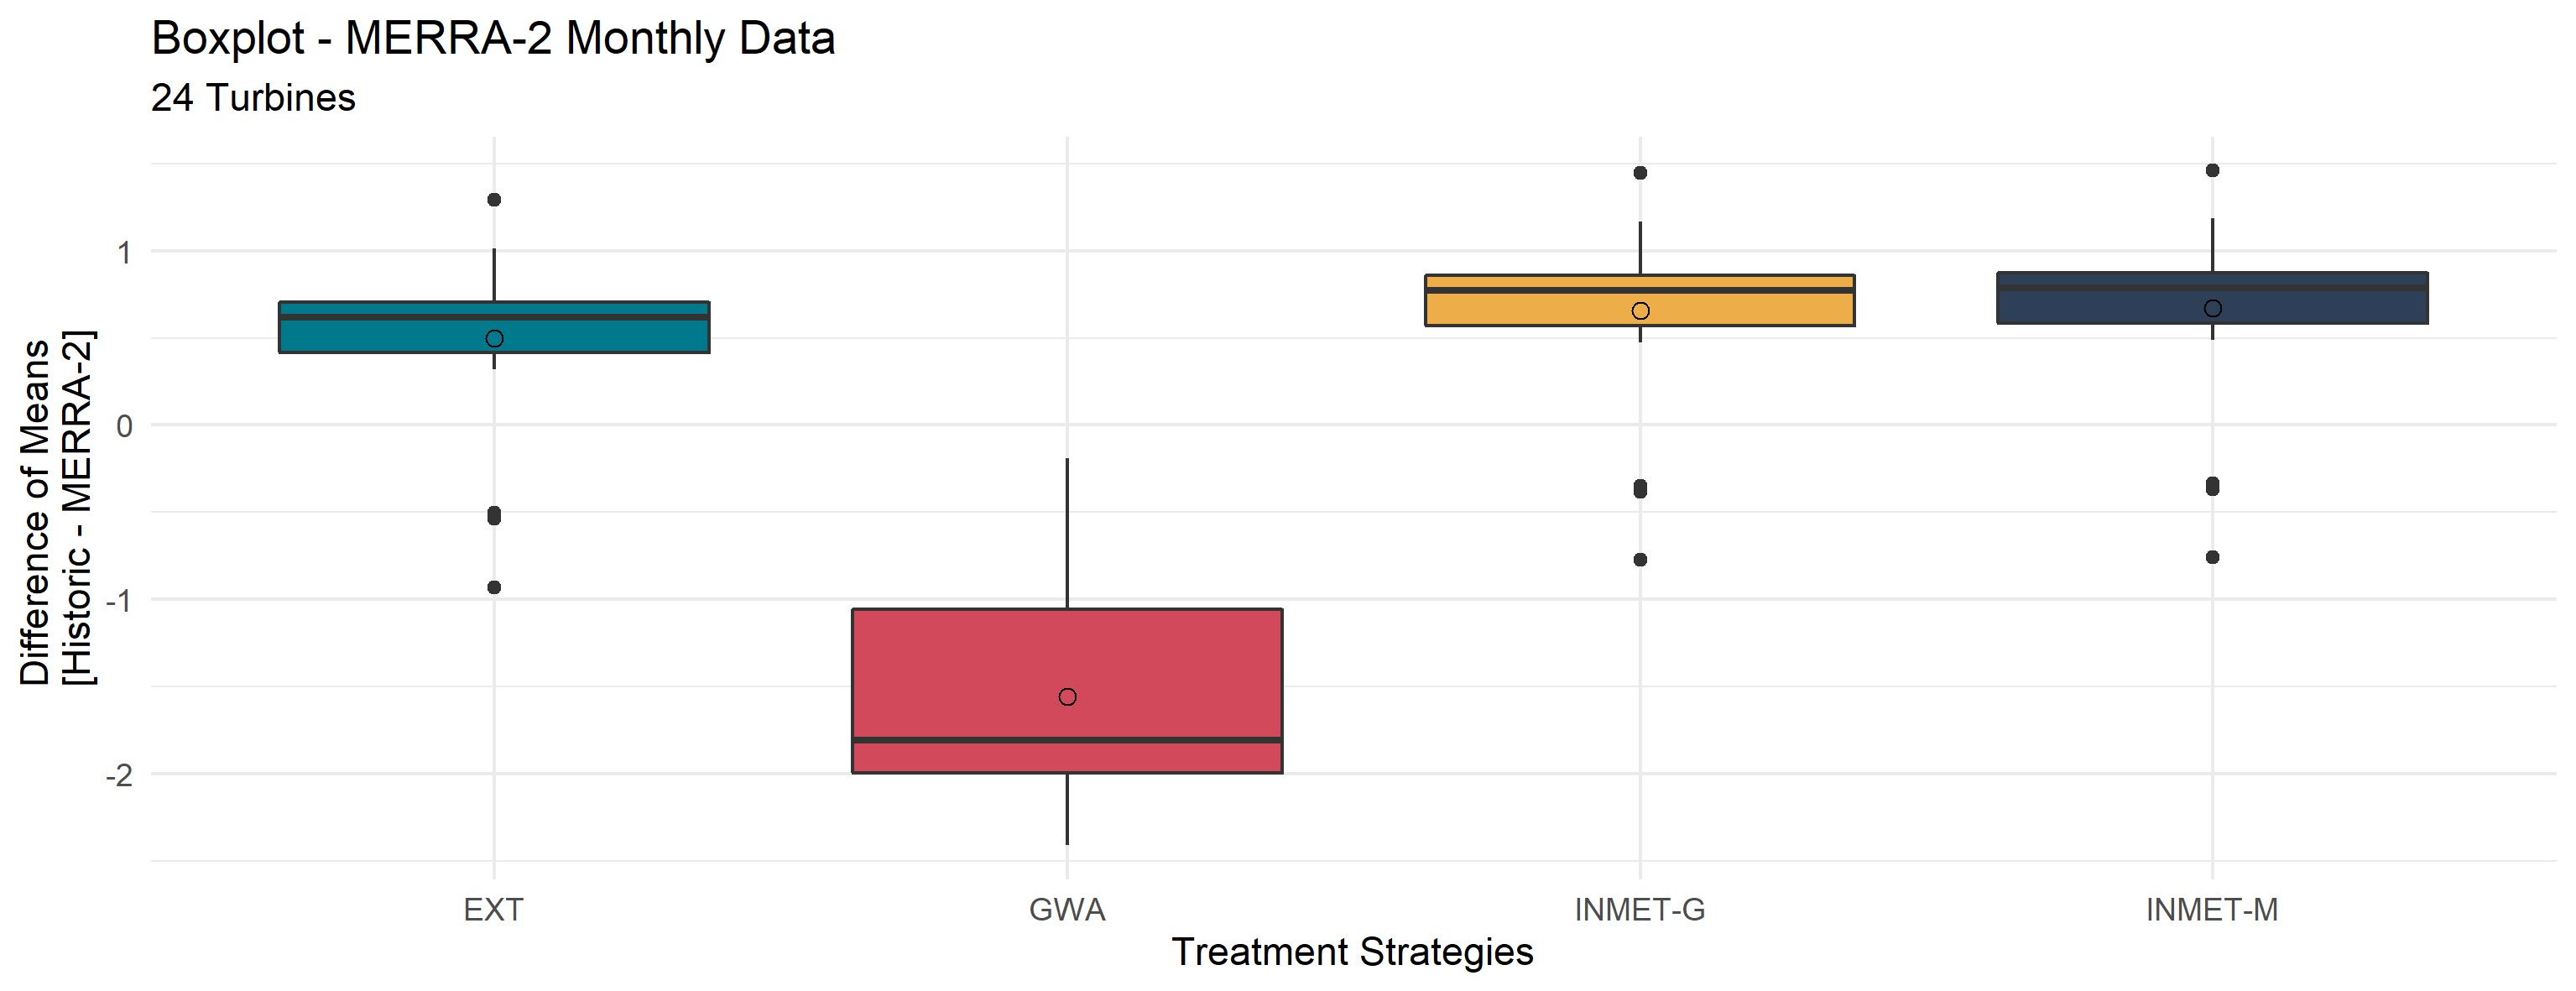 Boxplot - MERRA-2 Monthly Data
24 Turbines
Difference of Means
[Historic - MERRA-2]
1
0
-1
-2
EXT
GWA
INMET-G
INMET-M
Treatment Strategies